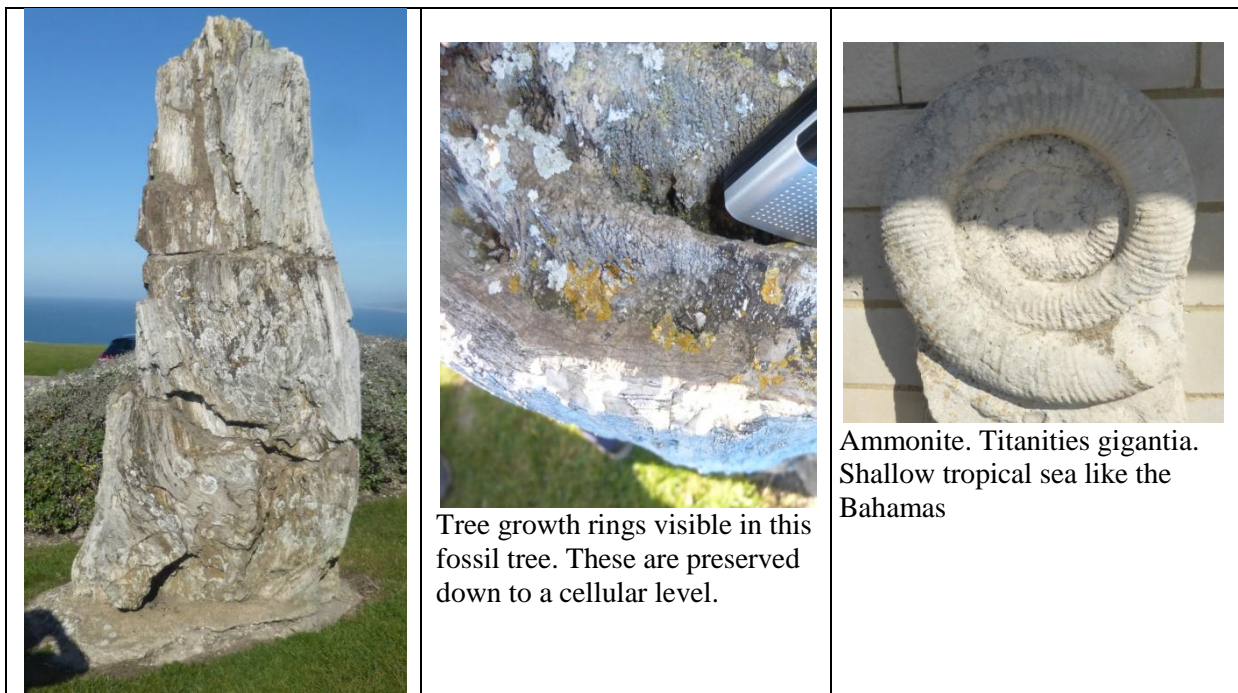 Tree growth rings visible in this
fossil tree. These are preserved
down to a cellular level.
Ammonite. Titanities gigantia.
Shallow tropical sea like the
Bahamas